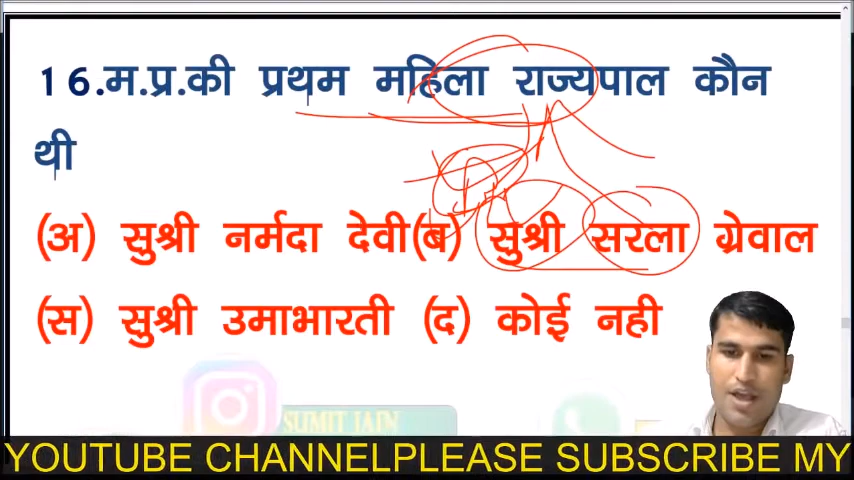 16.म.प्र.की प्रथम महिला राज्यपाल कौन
थी
(अ) सुश्री नर्मदा देवी(ब) सुश्री सरला ग्रेवाल
(स) सुश्री उमाभारती (द) कोई नही
SUMIT JAIN
YOUTUBE CHANNELPLEASE SUBSCRIBE MY